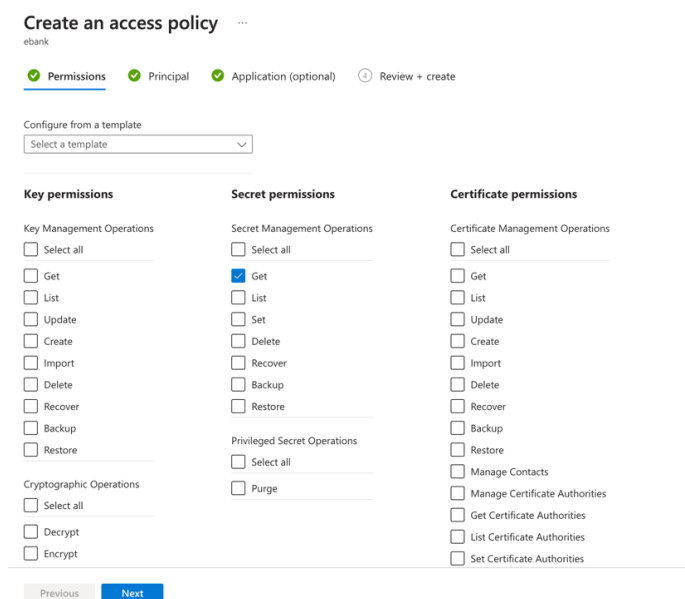 Create an access policy ...
ebank
Permissions
Principal
Application (optional)
4 Review + create
Configure from a template
Select a template
Key permissions
Key Management Operations
Select all
Get
List
Update
Create
Import
Delete
Recover
Backup
Restore
Cryptographic Operations
Select all
Decrypt
Encrypt
Secret permissions
Secret Management Operations
Select all
Get
List
Set
Delete
Recover
Backup
Restore
Privileged Secret Operations
Select all
Purge
Certificate permissions
Certificate Management Operations
Select all
Get
List
Update
Create
Import
Delete
Recover
Backup
Restore
Manage Contacts
Manage Certificate Authorities
Get Certificate Authorities
List Certificate Authorities
Set Certificate Authorities
Previous
Next